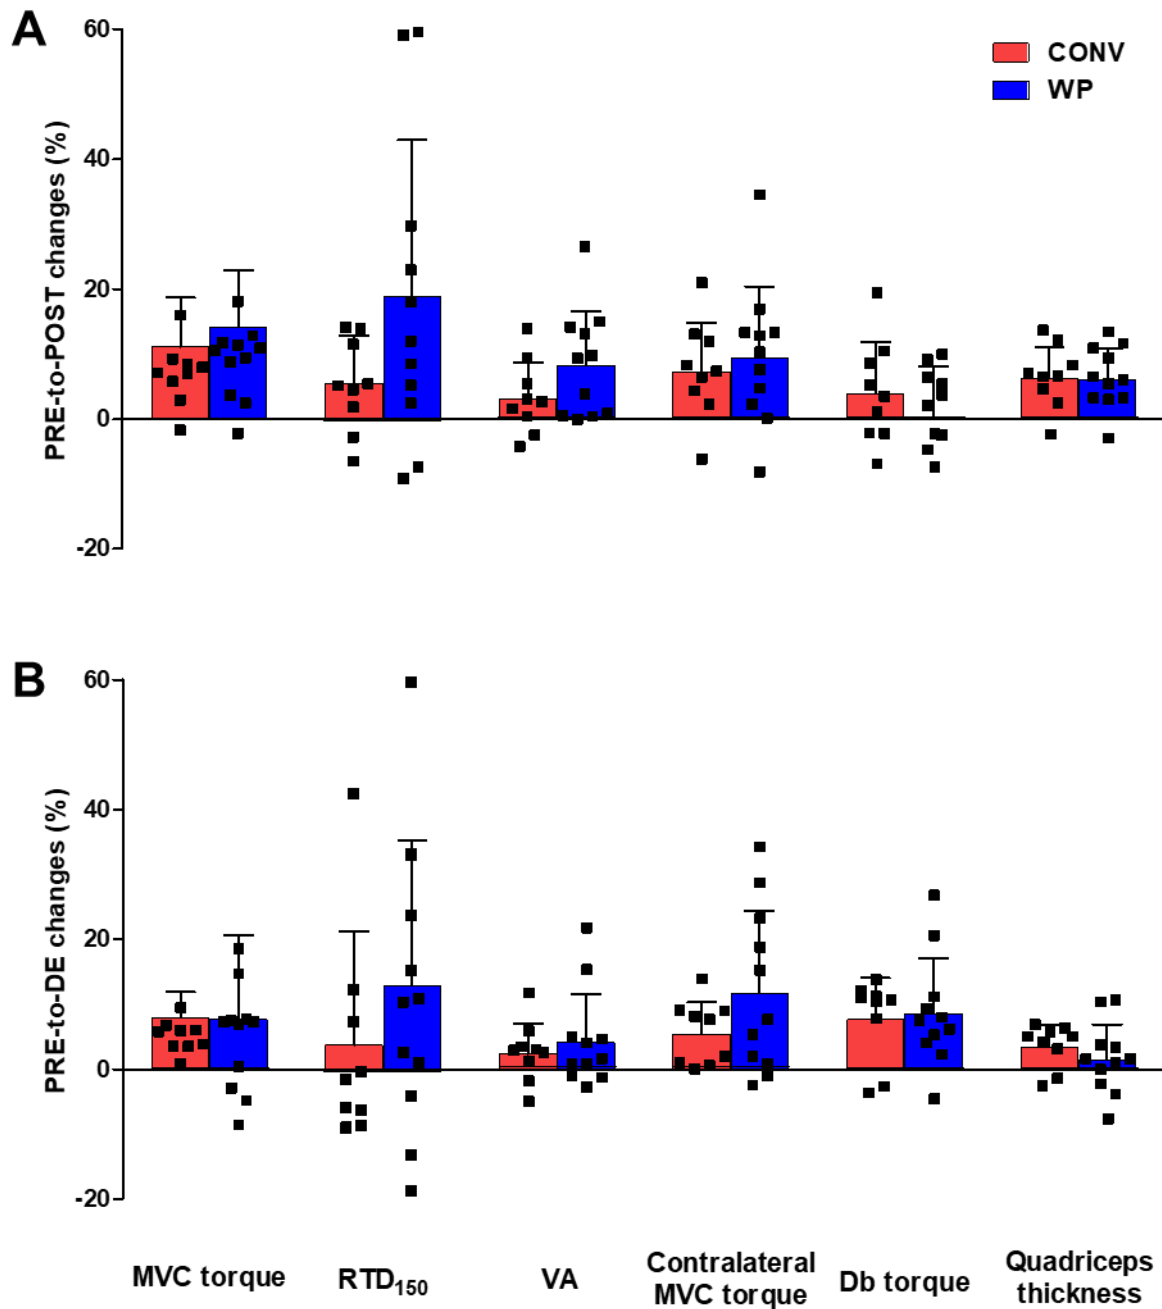 A
60
40
20
0
-20
PRE-to-POST changes (%)
CONV
WP
B
60
40
20
0
-20
PRE-to-DE changes (%)
MVC torque
RTD150
VA
Contralateral
MVC torque
Db torque
Quadriceps
thickness